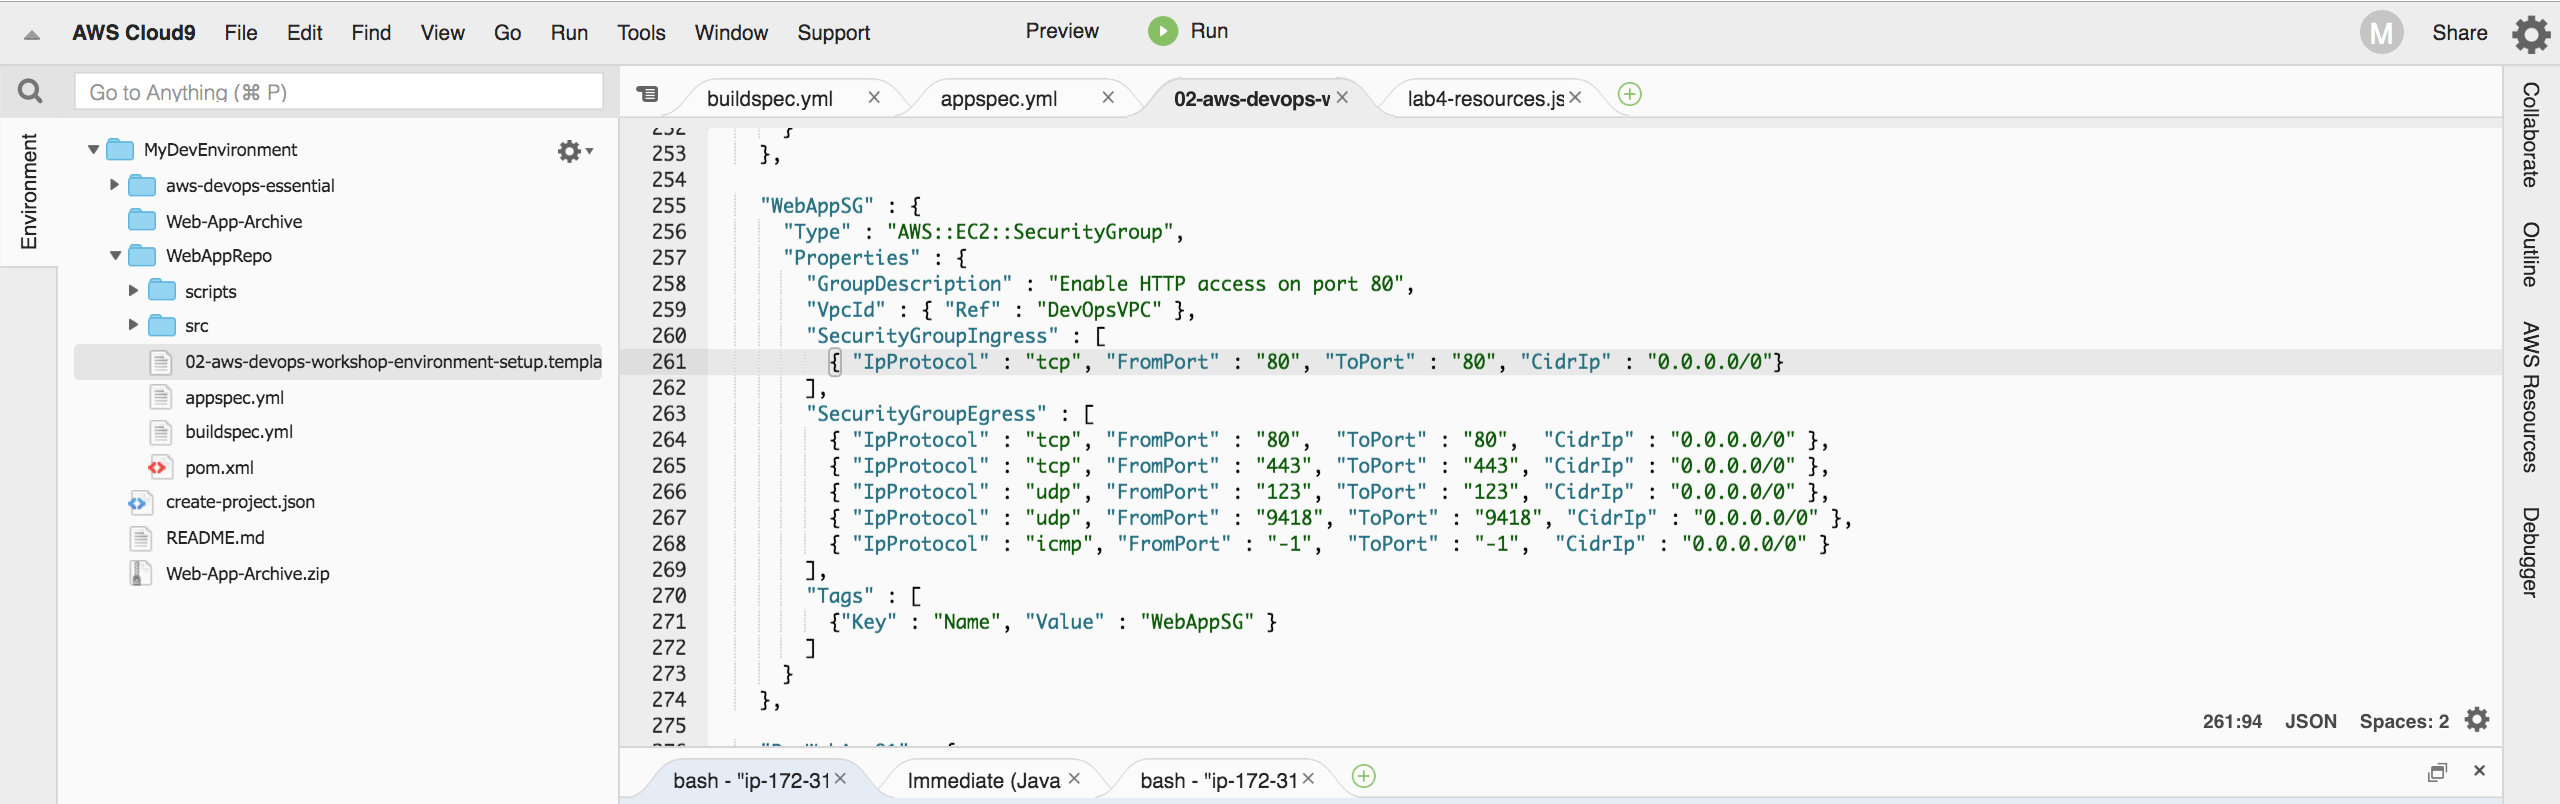 AWS Cloud9 File Edit Find View Go Run Tools Window Support Preview Run M Share
Go to Anything (⌘ P)
buildspec.yml × appspec.yml × 02-aws-devops-w × lab4-resources.js ×
Environment
MyDevEnvironment
aws-devops-essential
Web-App-Archive
WebAppRepo
scripts
src
02-aws-devops-workshop-environment-setup.templa
appspec.yml
buildspec.yml
pom.xml
create-project.json
README.md
Web-App-Archive.zip
252 }
253 },
254
255 "WebAppSG" : {
256 "Type" : "AWS::EC2::SecurityGroup",
257 "Properties" : {
258 "GroupDescription" : "Enable HTTP access on port 80",
259 "VpcId" : { "Ref" : "DevOpsVPC" },
260 "SecurityGroupIngress" : [
261 { "IpProtocol" : "tcp", "FromPort" : "80", "ToPort" : "80", "CidrIp" : "0.0.0.0/0"}
262 ],
263 "SecurityGroupEgress" : [
264 { "IpProtocol" : "tcp", "FromPort" : "80", "ToPort" : "80", "CidrIp" : "0.0.0.0/0" },
265 { "IpProtocol" : "tcp", "FromPort" : "443", "ToPort" : "443", "CidrIp" : "0.0.0.0/0" },
266 { "IpProtocol" : "udp", "FromPort" : "123", "ToPort" : "123", "CidrIp" : "0.0.0.0/0" },
267 { "IpProtocol" : "udp", "FromPort" : "9418", "ToPort" : "9418", "CidrIp" : "0.0.0.0/0" },
268 { "IpProtocol" : "icmp", "FromPort" : "-1", "ToPort" : "-1", "CidrIp" : "0.0.0.0/0" }
269 ],
270 "Tags" : [
271 {"Key" : "Name", "Value" : "WebAppSG" }
272 ]
273 }
274 },
275
261:94 JSON Spaces: 2
bash - "ip-172-31 × Immediate (Java × bash - "ip-172-31 ×
Collaborate
Outline
AWS Resources
Debugger